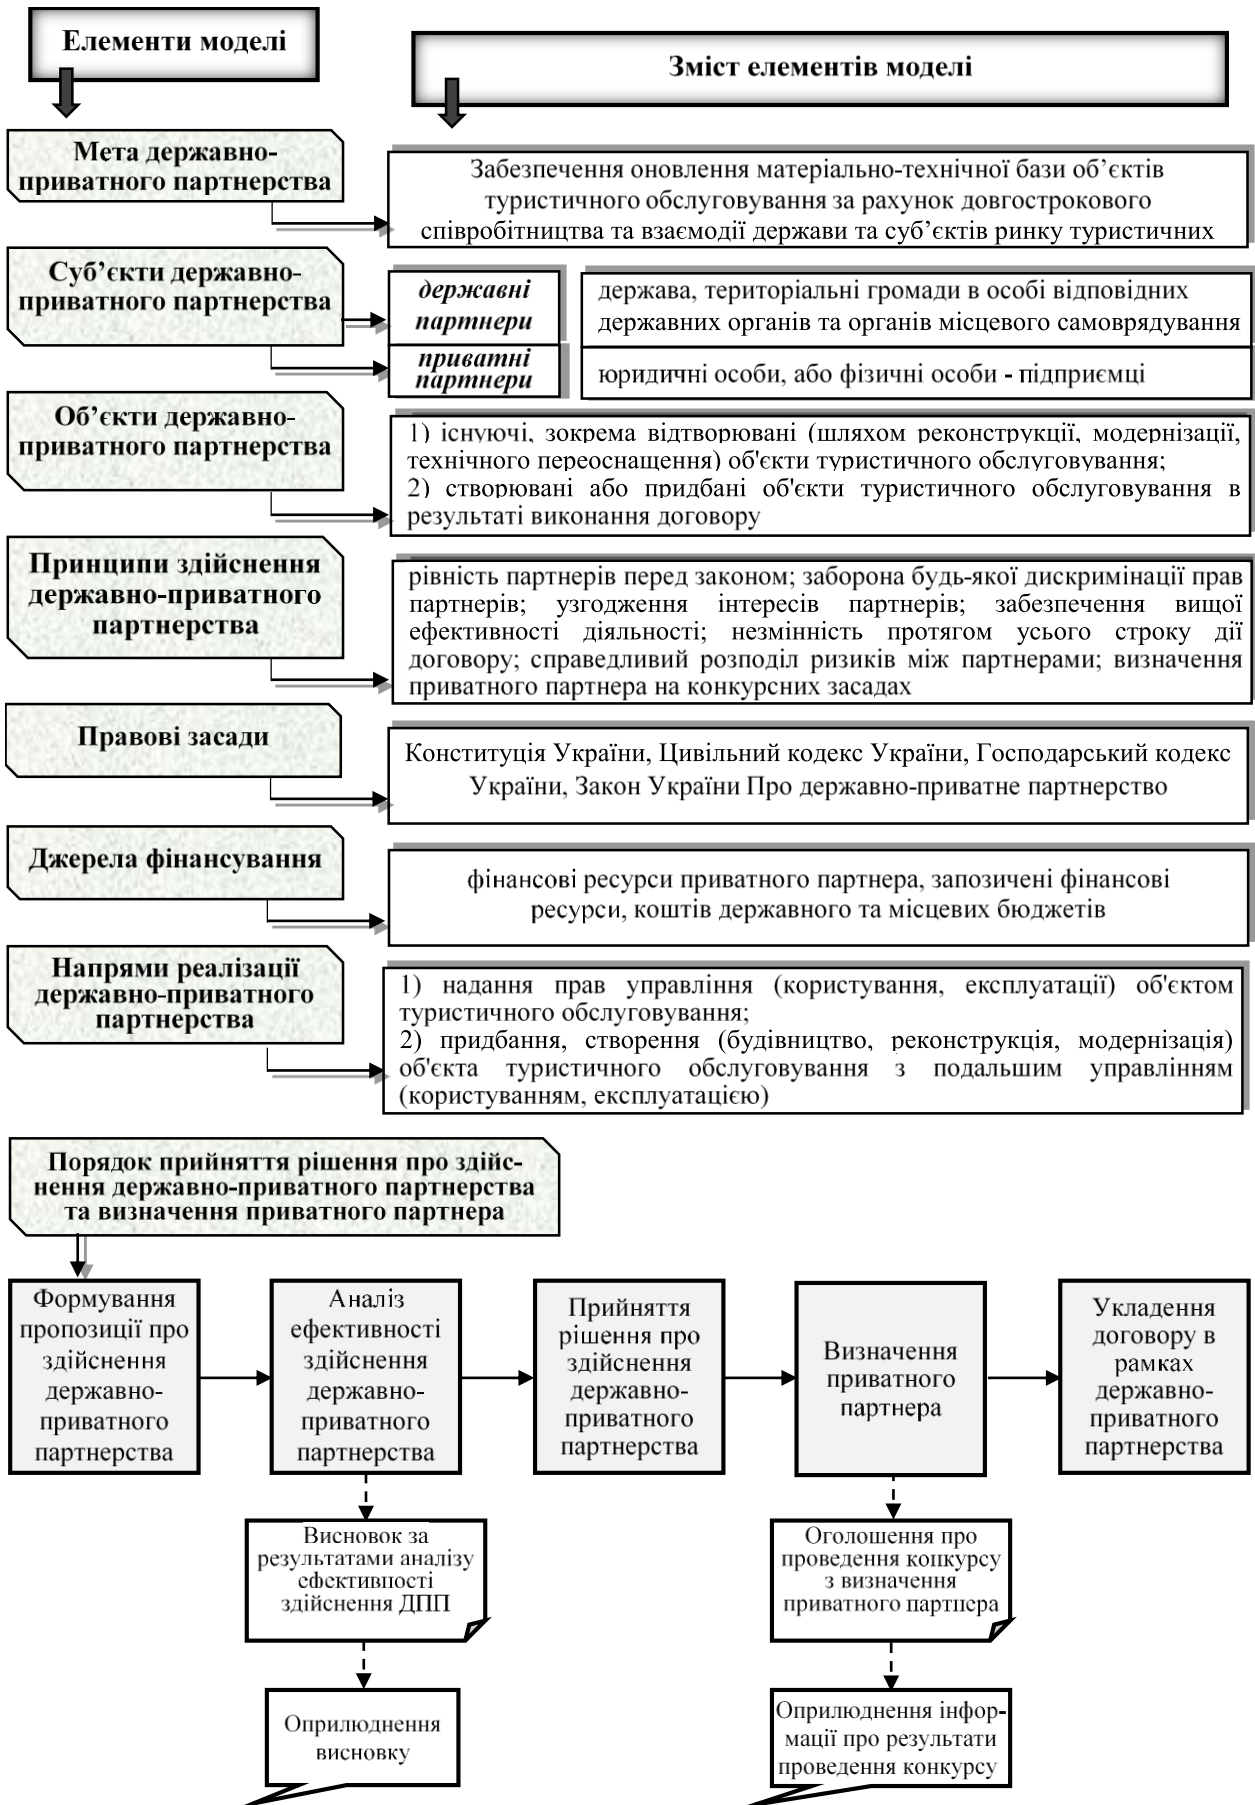 Елементи моделі
Зміст елементів моделі
Мета державно-
приватного партнерства
Забезпечення оновлення матеріально-технічної бази об’єктів
туристичного обслуговування за рахунок довгострокового
співробітництва та взаємодії держави та суб’єктів ринку туристичних
Суб’єкти державно-
приватного партнерства
державні
партнери
держава, територіальні громади в особі відповідних
державних органів та органів місцевого самоврядування
приватні
партнери
юридичні особи, або фізичні особи - підприємці
Об’єкти державно-
приватного партнерства
1) існуючі, зокрема відтворювані (шляхом реконструкції, модернізації,
технічного переоснащення) об'єкти туристичного обслуговування;
2) створювані або придбані об'єкти туристичного обслуговування в
результаті виконання договору
Принципи здійснення
державно-приватного
партнерства
рівність партнерів перед законом; заборона будь-якої дискримінації прав
партнерів; узгодження інтересів партнерів; забезпечення вищої
ефективності діяльності; незмінність протягом усього строку дії
договору; справедливий розподіл ризиків між партнерами; визначення
приватного партнера на конкурсних засадах
Правові засади
Конституція України, Цивільний кодекс України, Господарський кодекс
України, Закон України Про державно-приватне партнерство
Джерела фінансування
фінансові ресурси приватного партнера, запозичені фінансові
ресурси, коштів державного та місцевих бюджетів
Напрями реалізації
державно-приватного
партнерства
1) надання прав управління (користування, експлуатації) об'єктом
туристичного обслуговування;
2) придбання, створення (будівництво, реконструкція, модернізація)
об'єкта туристичного обслуговування з подальшим управлінням
(користуванням, експлуатацією)
Порядок прийняття рішення про здійс-
нення державно-приватного партнерства
та визначення приватного партнера
Формування
пропозиції про
здійснення
державно-
приватного
партнерства
Аналіз
ефективності
здійснення
державно-
приватного
партнерства
Прийняття
рішення про
здійснення
державно-
приватного
партнерства
Визначення
приватного
партнера
Укладення
договору в
рамках
державно-
приватного
партнерства
Висновок за
результатами аналізу
ефективності
здійснення ДПП
Оголошення про
проведення конкурсу
з визначення
приватного партнера
Оприлюднення
висновку
Оприлюднення інфор-
мації про результати
проведення конкурсу